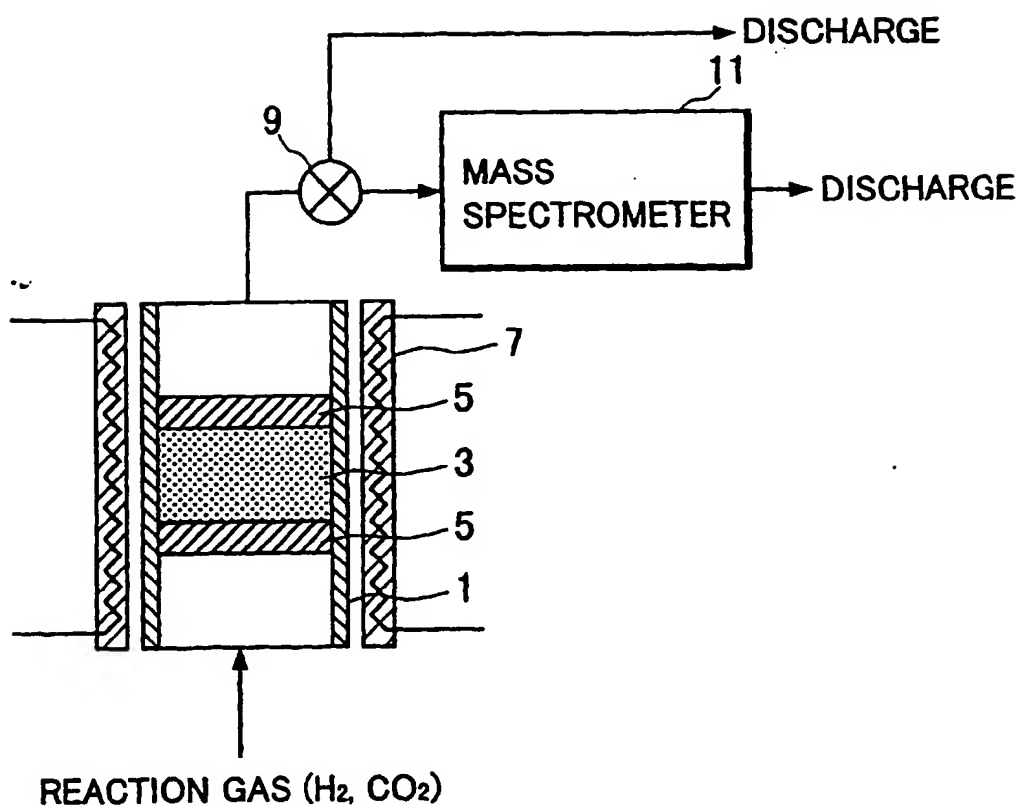 DISCHARGE
11
9
MASS
SPECTROMETER
DISCHARGE
7
5
3
5
1
REACTION GAS (H₂, CO₂)